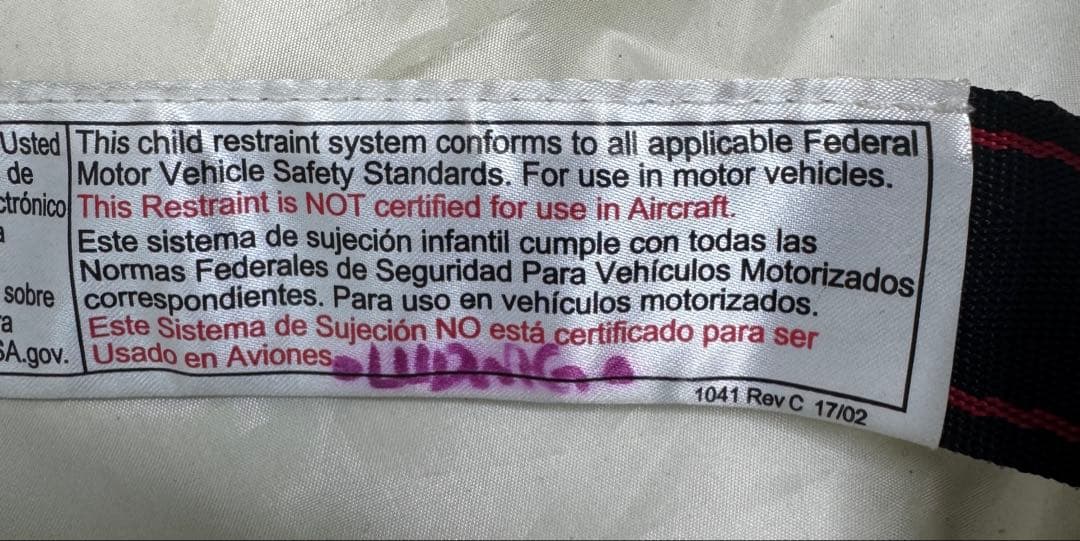 Usted
de
ctrónico
a
sobre
a
SA.gov.
This child restraint system conforms to all applicable Federal
Motor Vehicle Safety Standards. For use in motor vehicles.
This Restraint is NOT certified for use in Aircraft.
Este sistema de sujeción infantil cumple con todas las
Normas Federales de Seguridad Para Vehículos Motorizados
correspondientes. Para uso en vehículos motorizados.
Este Sistema de Sujeción NO está certificado para ser
Usado en Aviones
1041 Rev C 17/02